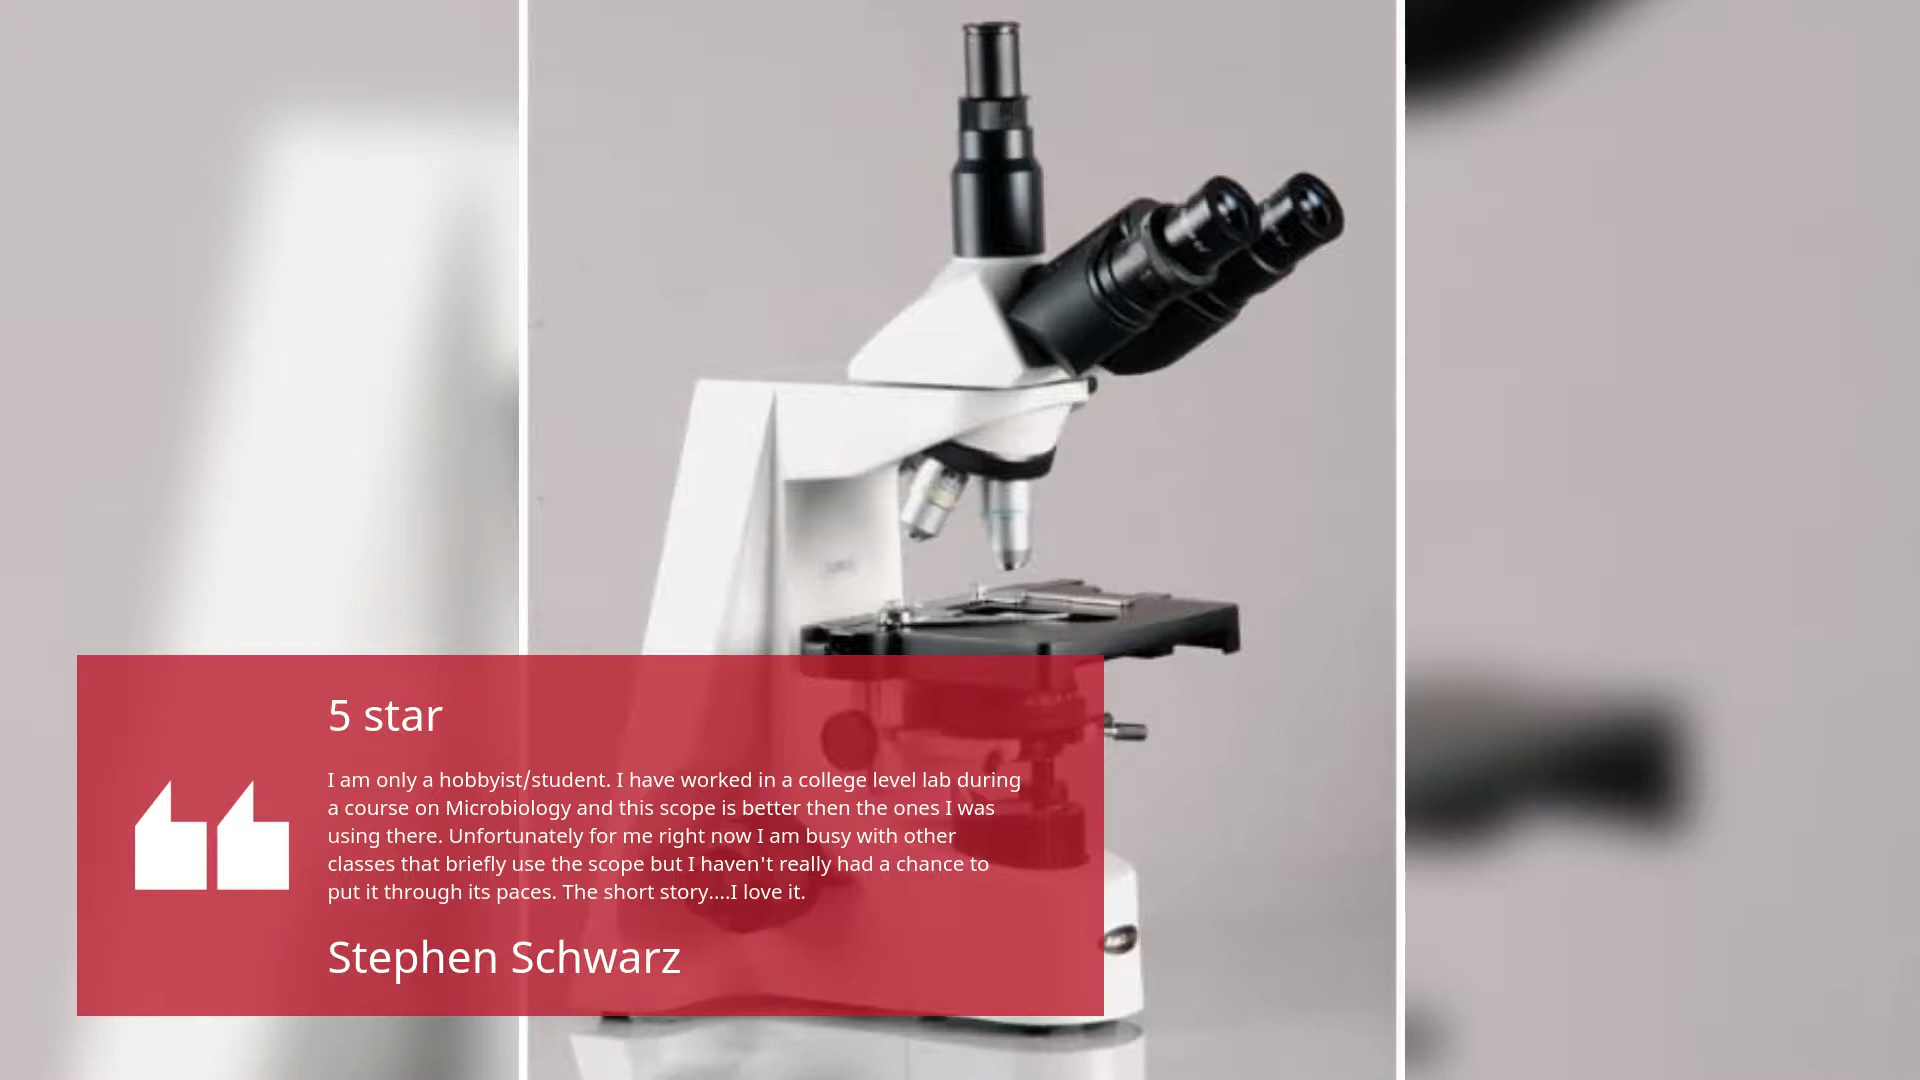 5 star
I am only a hobbyist/student. I have worked in a college level lab during
a course on Microbiology and this scope is better then the ones I was
using there. Unfortunately for me right now I am busy with other
classes that briefly use the scope but I haven't really had a chance to
put it through its paces. The short story....I love it.
Stephen Schwarz